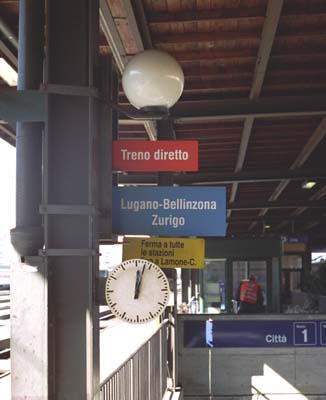 Treno diretto
Lugano-Bellinzona
Zurigo
Ferma a tutte
le stazioni
a Lamone-C.
Città
1